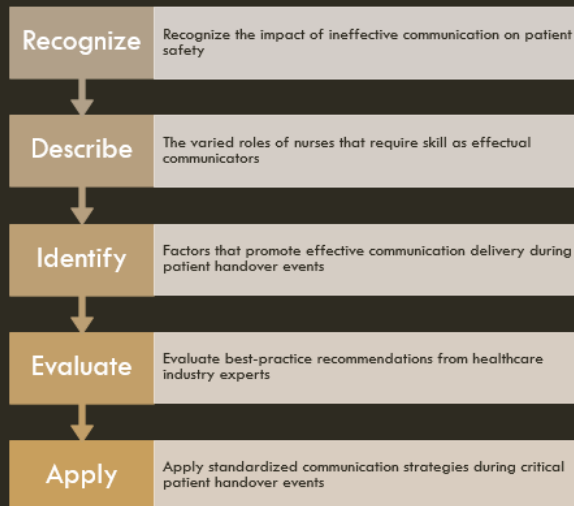 Recognize
Recognize the impact of ineffective communication on patient
safety
Describe
The varied roles of nurses that require skill as effectual
communicators
Identify
Factors that promote effective communication delivery during
patient handover events
Evaluate
Evaluate best-practice recommendations from healthcare
industry experts
Apply
Apply standardized communication strategies during critical
patient handover events